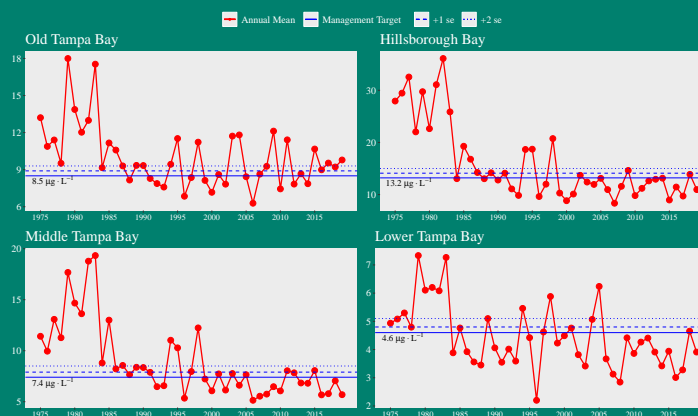 Annual Mean Management Target +1 se +2 se
Old Tampa Bay
18
15
12
9
6
8.5 μg · L⁻¹
1975 1980 1985 1990 1995 2000 2005 2010 2015
Hillsborough Bay
30
20
10
13.2 μg · L⁻¹
1975 1980 1985 1990 1995 2000 2005 2010 2015
Middle Tampa Bay
20
15
10
5
7.4 μg · L⁻¹
1975 1980 1985 1990 1995 2000 2005 2010 2015
Lower Tampa Bay
7
6
5
4
3
2
4.6 μg · L⁻¹
1975 1980 1985 1990 1995 2000 2005 2010 2015